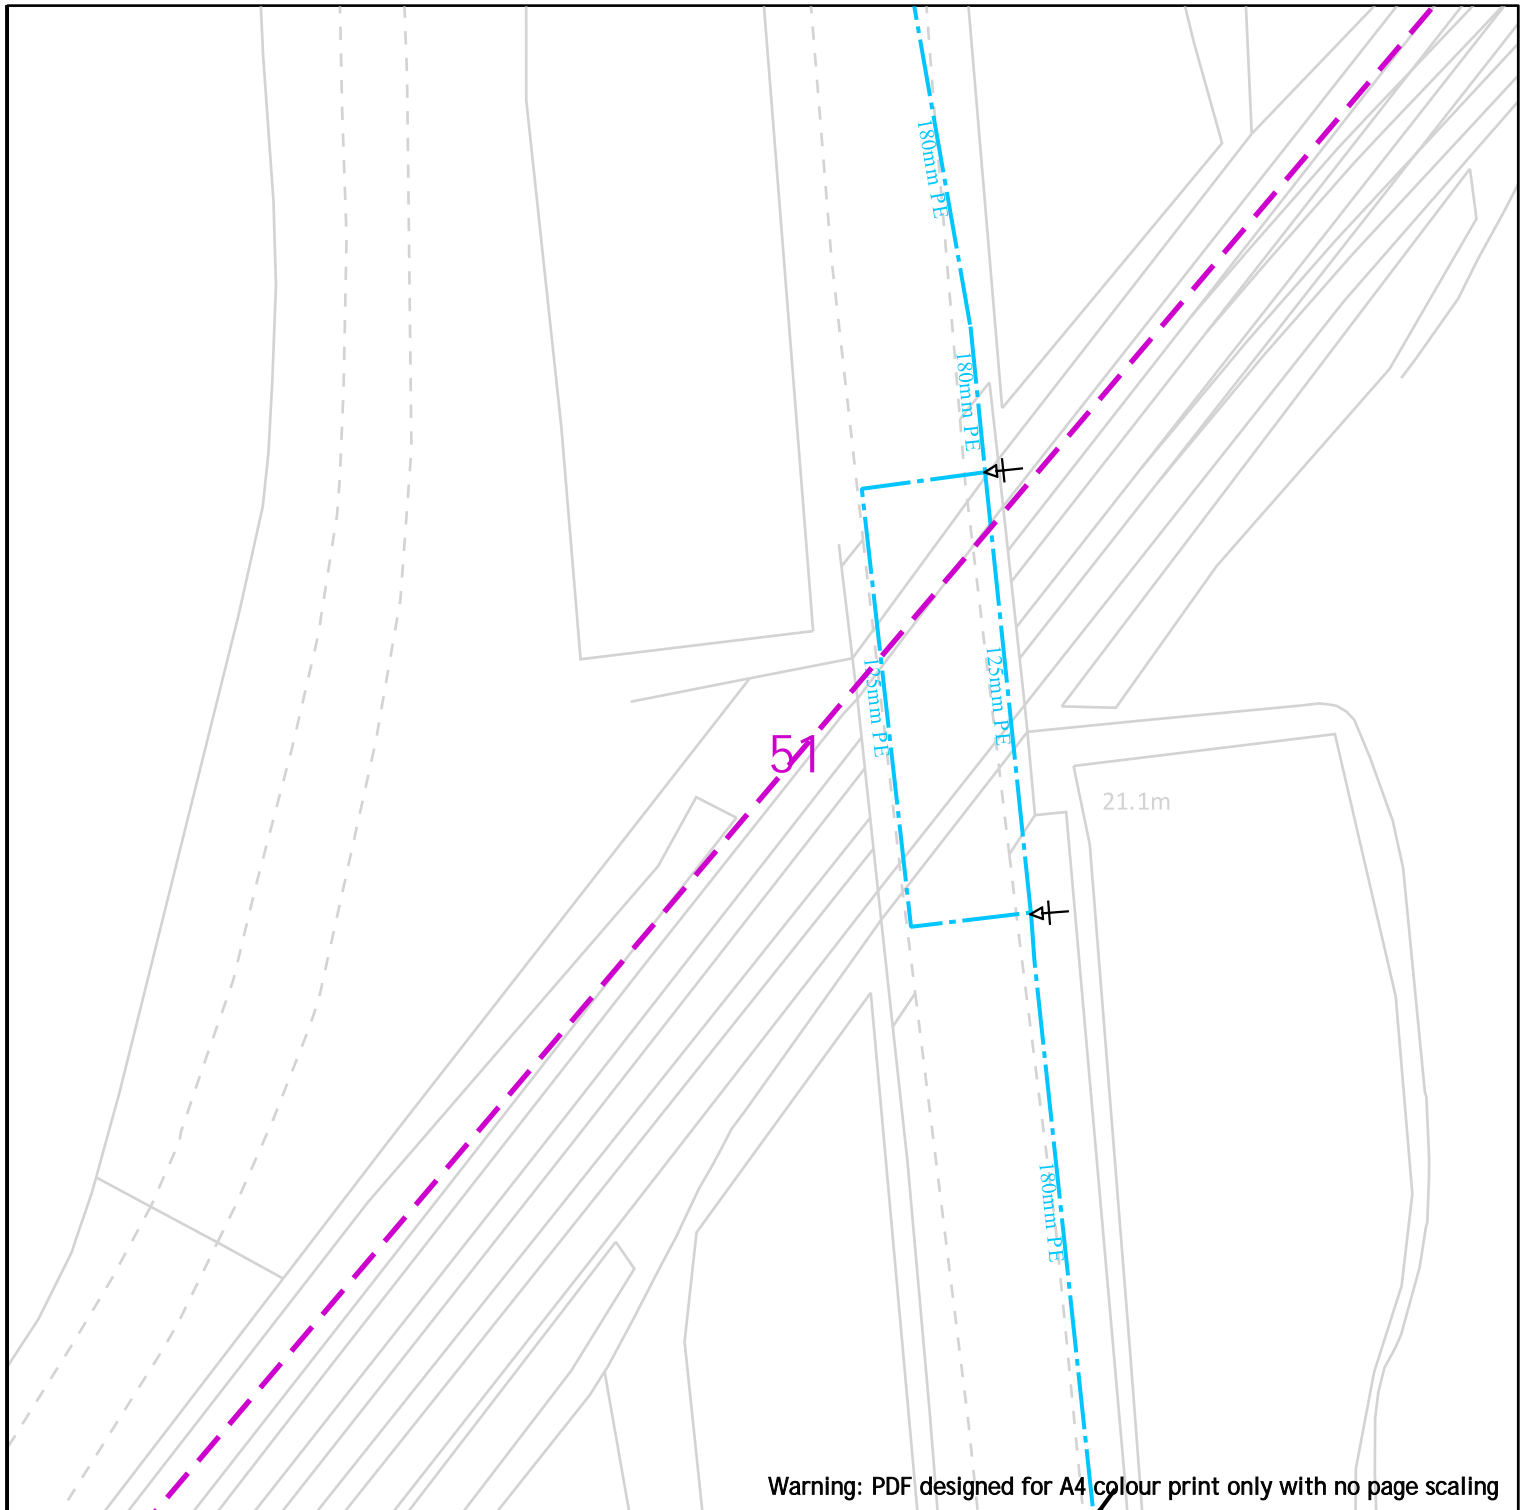 180mm PE
180mm PE
125mm PE
125mm PE
51
21.1m
180mm PE
Warning: PDF designed for A4 colour print only with no page scaling